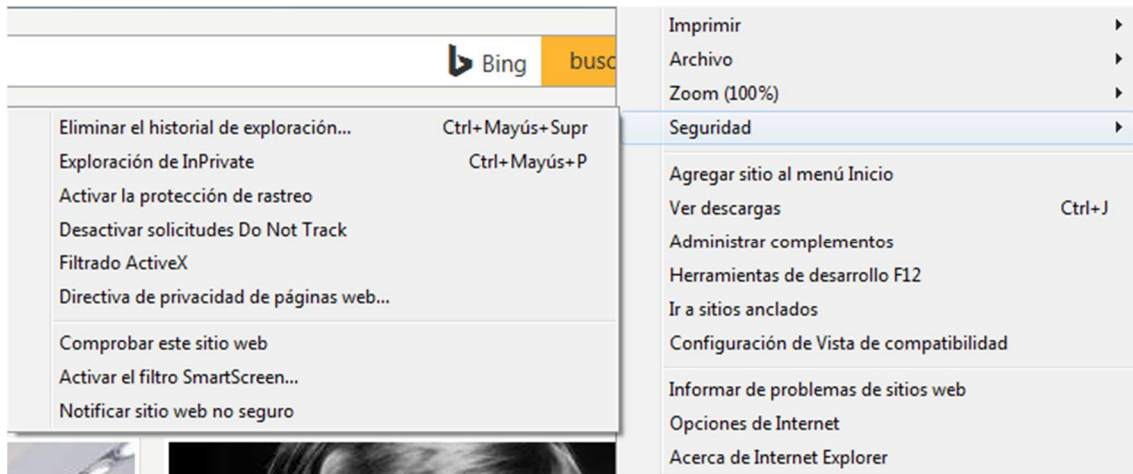 Bing
busc
Imprimir
Archivo
Zoom (100%)
Seguridad
Eliminar el historial de exploración... Ctrl+Mayús+Supr
Exploración de InPrivate Ctrl+Mayús+P
Activar la protección de rastreo
Desactivar solicitudes Do Not Track
Filtrado ActiveX
Directiva de privacidad de páginas web...
Comprobar este sitio web
Activar el filtro SmartScreen...
Notificar sitio web no seguro
Agregar sitio al menú Inicio
Ver descargas Ctrl+J
Administrar complementos
Herramientas de desarrollo F12
Ir a sitios anclados
Configuración de Vista de compatibilidad
Informar de problemas de sitios web
Opciones de Internet
Acerca de Internet Explorer